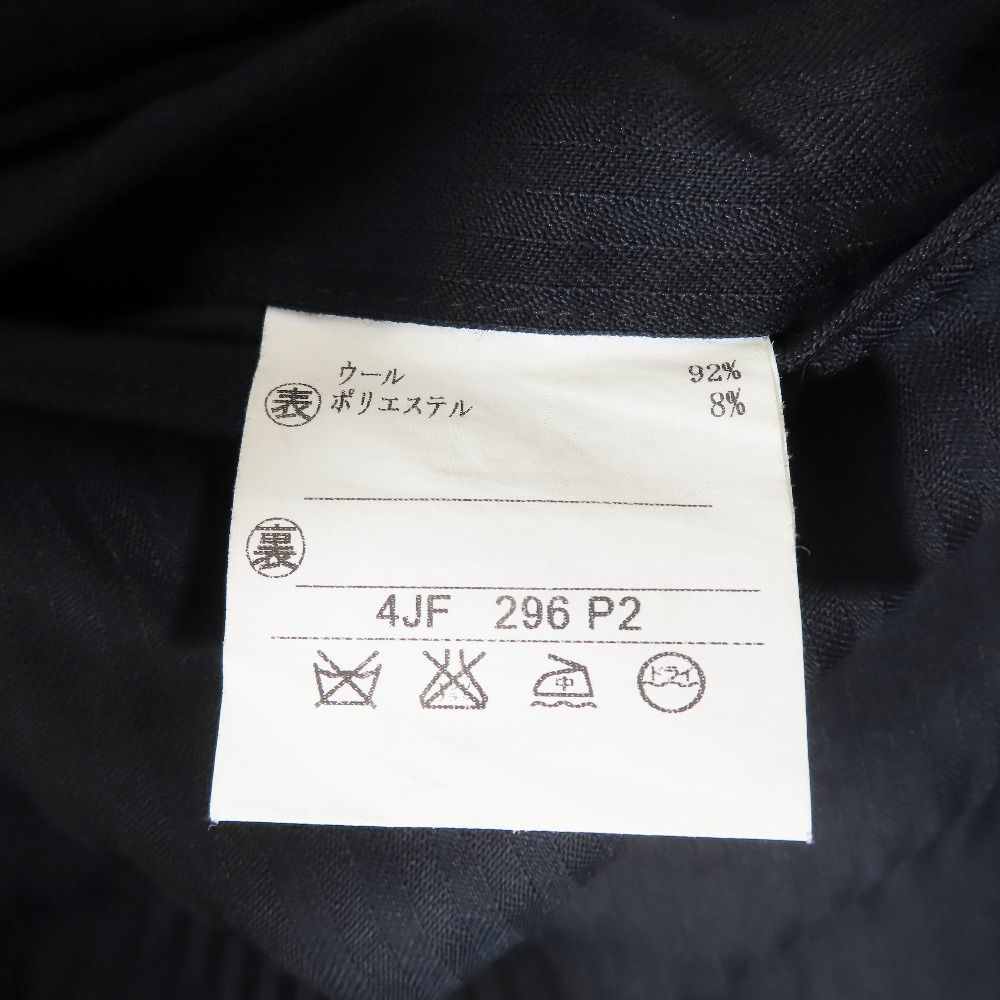 ウール 92%
表 ポリエステル 8%
裏
4JF 296 P2
中 ドライ